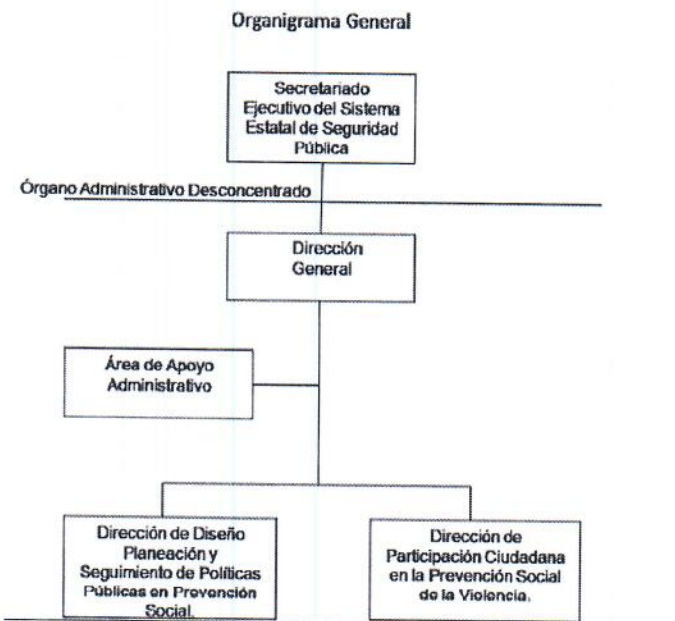 Organigrama General
Secretariado
Ejecutivo del Sistema
Estatal de Seguridad
Pública
Órgano Administrativo Desconcentrado
Dirección
General
Área de Apoyo
Administrativo
Dirección de Diseño
Planeación y
Seguimiento de Políticas
Públicas en Prevención
Social.
Dirección de
Participación Ciudadana
en la Prevención Social
de la Violencia.